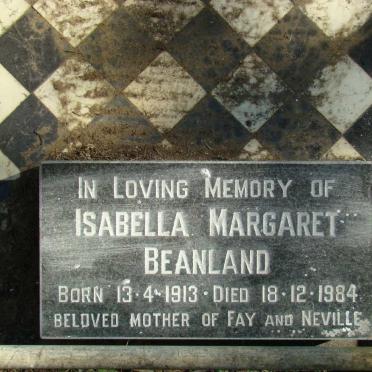 In Loving Memory of
Isabella Margaret
Beanland
Born 13·4·1913 · Died 18·12·1984
Beloved Mother of Fay and Neville